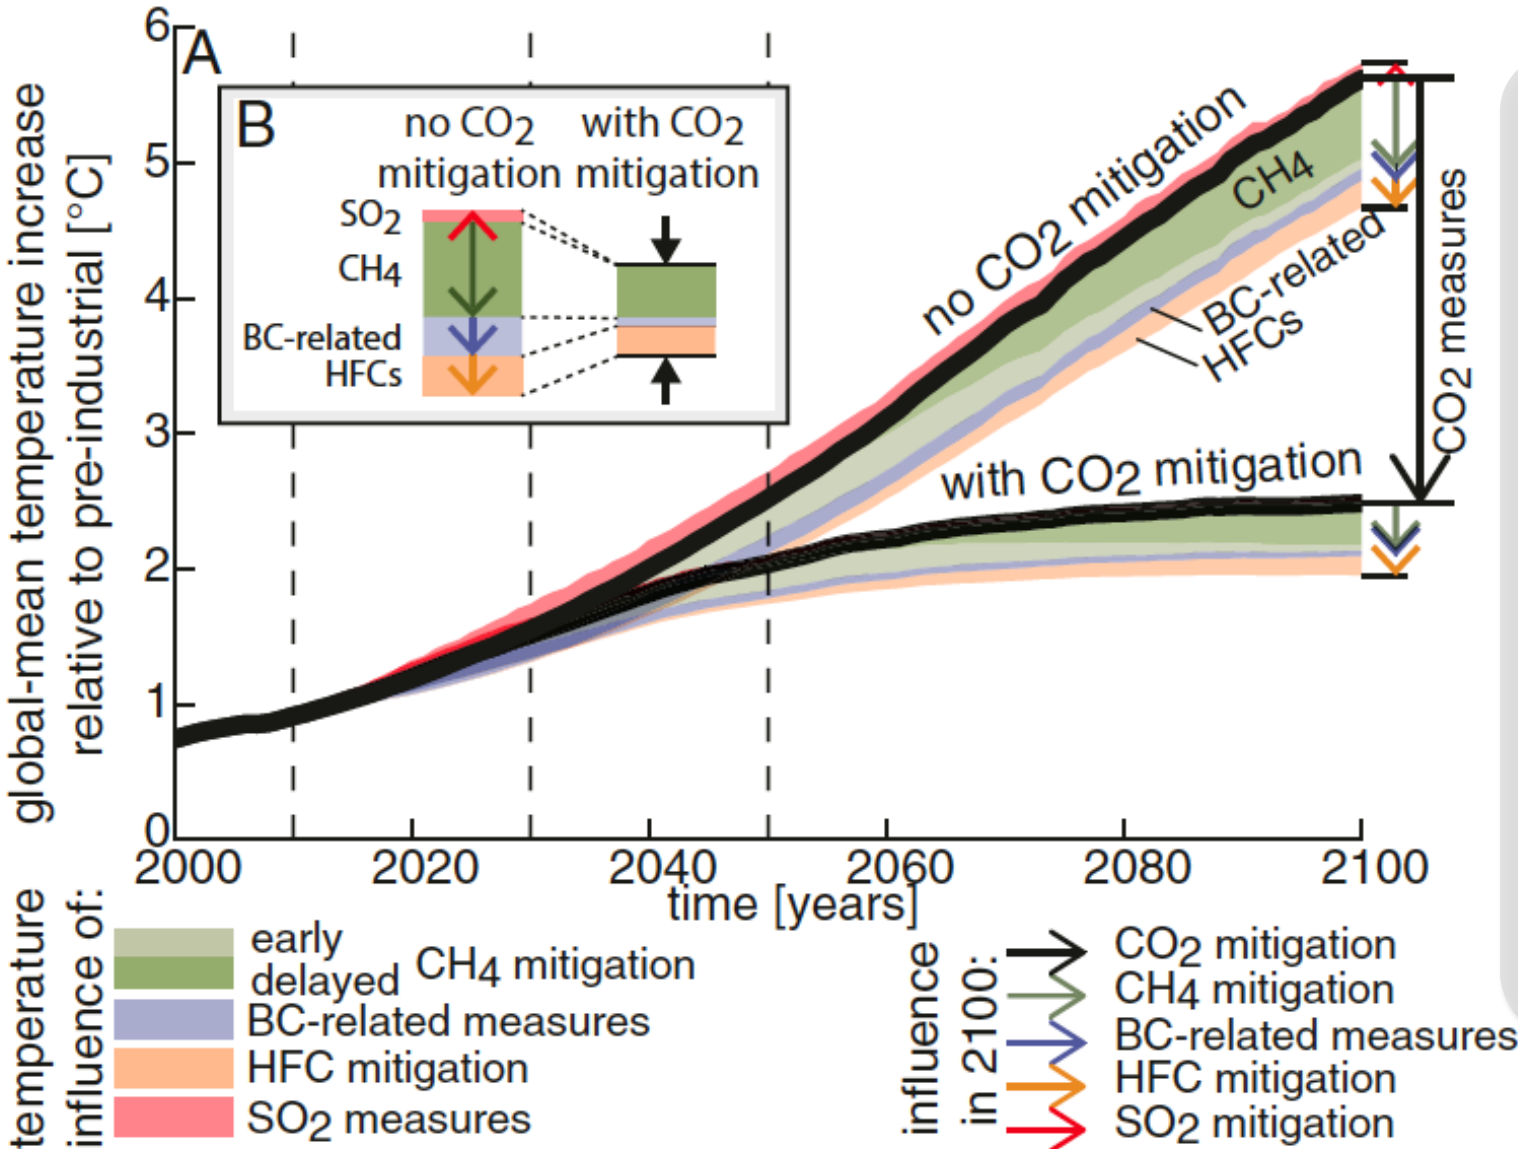 global-mean temperature increase
relative to pre-industrial [°C]
6
5
4
3
2
1
0
A
B
no CO2
mitigation
with CO2
mitigation
SO2
CH4
BC-related
HFCs
no CO2 mitigation
CH4
BC-related
HFCs
with CO2 mitigation
CO2 measures
2000
2020
2040
2060
2080
2100
time [years]
temperature
influence of:
early
delayed
CH4 mitigation
BC-related measures
HFC mitigation
SO2 measures
influence
in 2100:
CO2 mitigation
CH4 mitigation
BC-related measures
HFC mitigation
SO2 mitigation